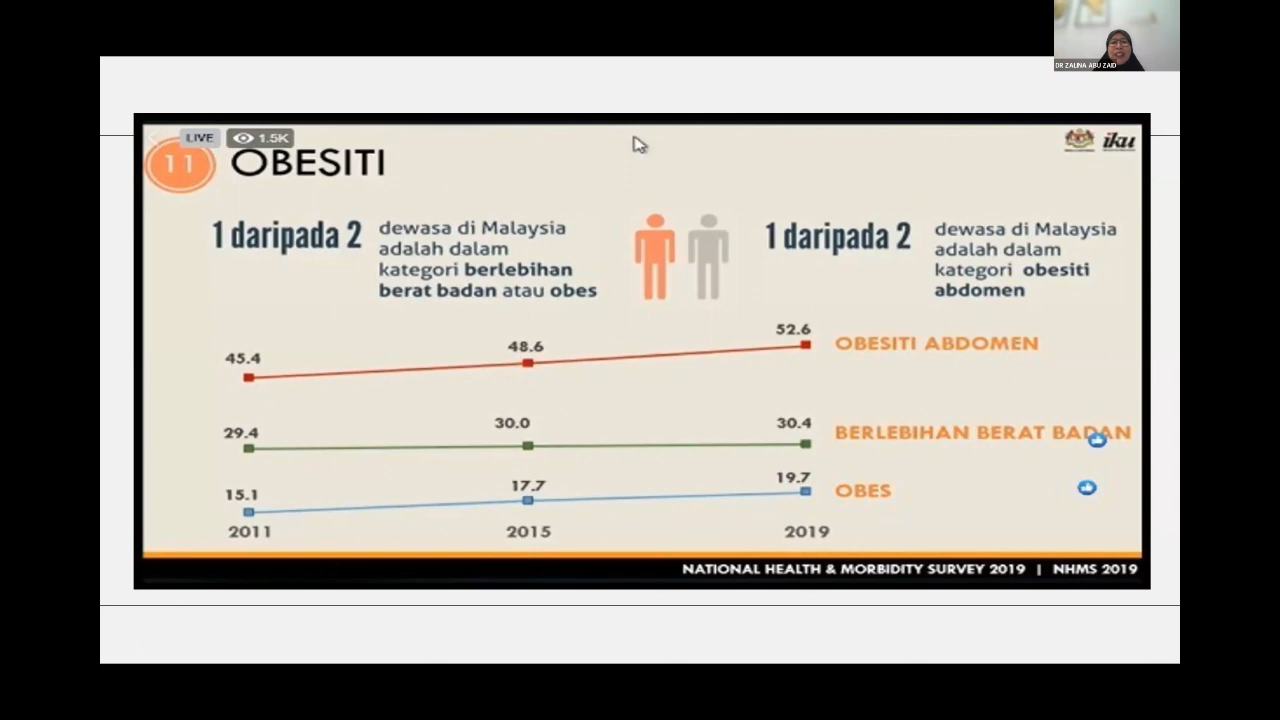 DR ZALINA ABU ZAID
LIVE
1.5K
iku
11
OBESITI
1 daripada 2
dewasa di Malaysia
adalah dalam
kategori berlebihan
berat badan atau obes
1 daripada 2
dewasa di Malaysia
adalah dalam
kategori obesiti
abdomen
45.4
48.6
52.6
OBESITI ABDOMEN
29.4
30.0
30.4
BERLEBIHAN BERAT BADAN
15.1
17.7
19.7
OBES
2011
2015
2019
NATIONAL HEALTH & MORBIDITY SURVEY 2019 | NHMS 2019